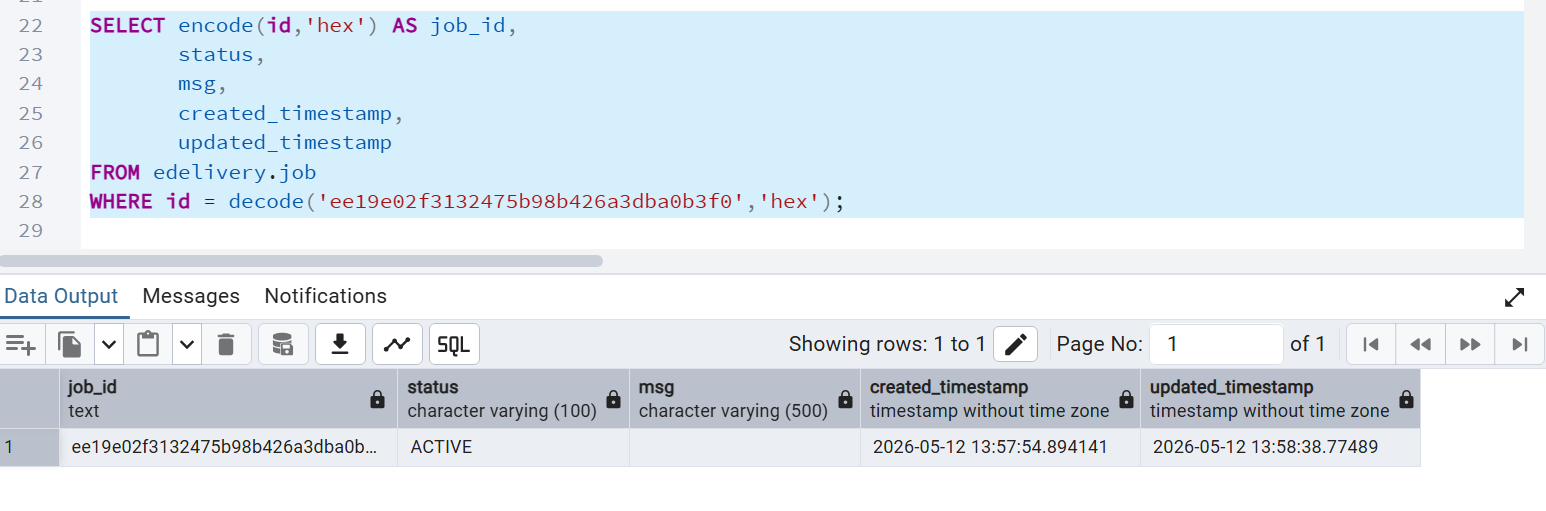 22 SELECT encode(id,'hex') AS job_id,
23 status,
24 msg,
25 created_timestamp,
26 updated_timestamp
27 FROM edelivery.job
28 WHERE id = decode('ee19e02f3132475b98b426a3dba0b3f0','hex');
29
Data Output Messages Notifications
SQL Showing rows: 1 to 1 Page No: 1 of 1
job_id status msg created_timestamp updated_timestamp
text character varying (100) character varying (500) timestamp without time zone timestamp without time zone
1 ee19e02f3132475b98b426a3dba0b... ACTIVE 2026-05-12 13:57:54.894141 2026-05-12 13:58:38.77489